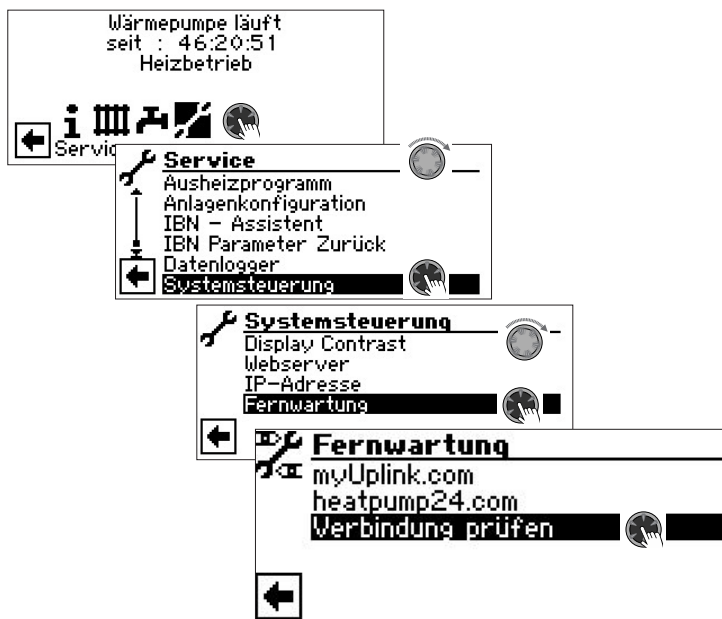 Wärmepumpe läuft
seit : 46:20:51
Heizbetrieb
Service
Ausheizprogramm
Anlagenkonfiguration
IBN - Assistent
IBN Parameter Zurück
Datenlogger
Systemsteuerung
Systemsteuerung
Display Contrast
Webserver
IP-Adresse
Fernwartung
Fernwartung
myUplink.com
heatpump24.com
Verbindung prüfen